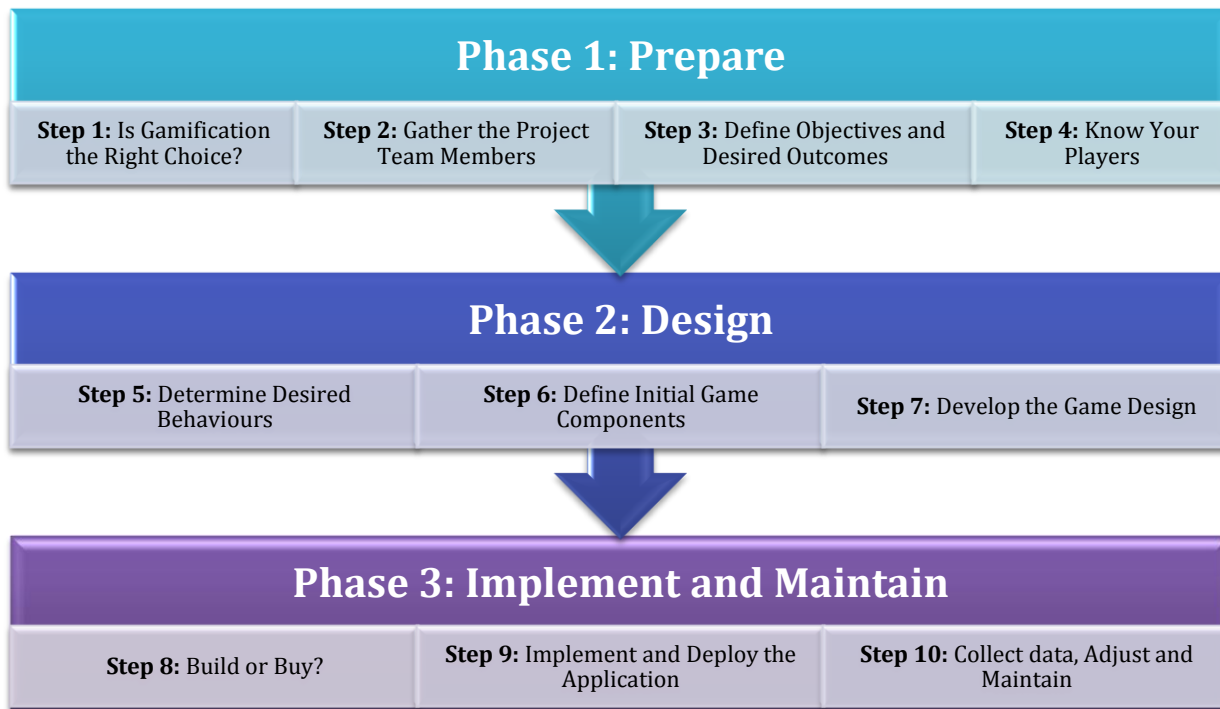 Phase 1: Prepare
Step 1: Is Gamification
the Right Choice?
Step 2: Gather the Project
Team Members
Step 3: Define Objectives and
Desired Outcomes
Step 4: Know Your
Players
Phase 2: Design
Step 5: Determine Desired
Behaviours
Step 6: Define Initial Game
Components
Step 7: Develop the Game Design
Phase 3: Implement and Maintain
Step 8: Build or Buy?
Step 9: Implement and Deploy the
Application
Step 10: Collect data, Adjust and
Maintain